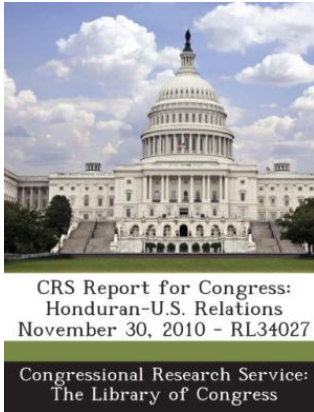 CRS Report for Congress:
Honduran-U.S. Relations
November 30, 2010 - RL34027
Congressional Research Service:
The Library of Congress